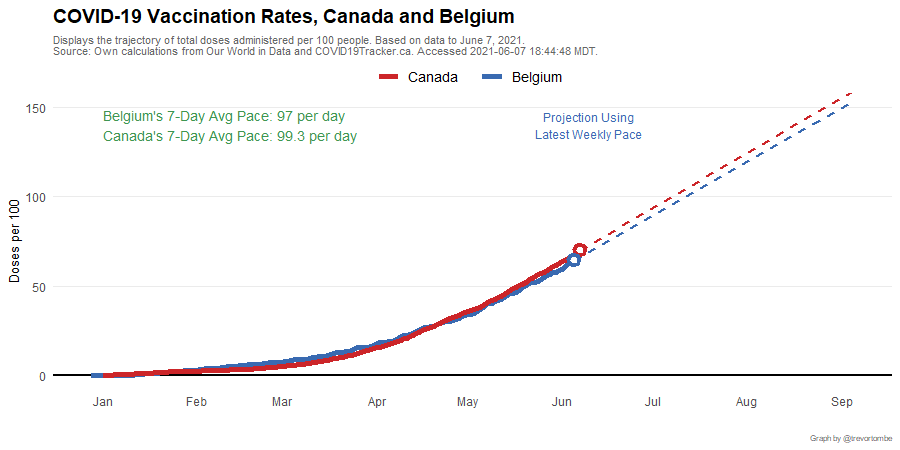 COVID-19 Vaccination Rates, Canada and Belgium
Displays the trajectory of total doses administered per 100 people. Based on data to June 7, 2021.
Source: Own calculations from Our World in Data and COVID19Tracker.ca. Accessed 2021-06-07 18:44:48 MDT.
Canada Belgium
Belgium's 7-Day Avg Pace: 97 per day
Canada's 7-Day Avg Pace: 99.3 per day
Projection Using
Latest Weekly Pace
Doses per 100
150
100
50
0
Jan Feb Mar Apr May Jun Jul Aug Sep
Graph by @trevortombe